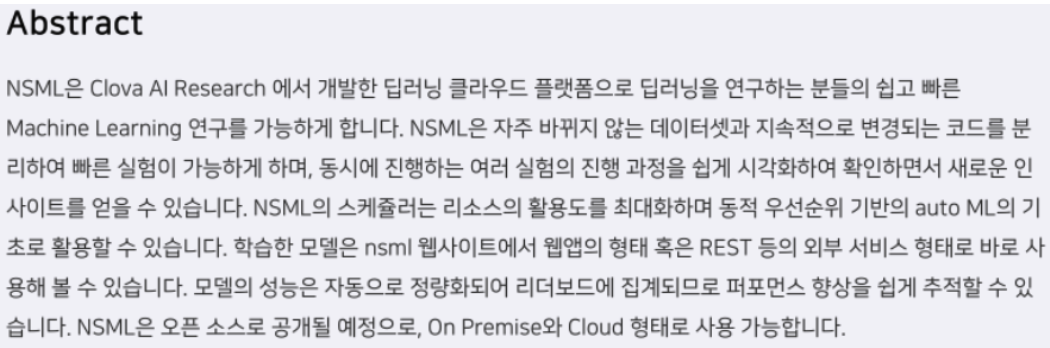 Abstract
NSML은 Clova AI Research 에서 개발한 딥러닝 클라우드 플랫폼으로 딥러닝을 연구하는 분들의 쉽고 빠른
Machine Learning 연구를 가능하게 합니다. NSML은 자주 바뀌지 않는 데이터셋과 지속적으로 변경되는 코드를 분
리하여 빠른 실험이 가능하게 하며, 동시에 진행하는 여러 실험의 진행 과정을 쉽게 시각화하여 확인하면서 새로운 인
사이트를 얻을 수 있습니다. NSML의 스케쥴러는 리소스의 활용도를 최대화하며 동적 우선순위 기반의 auto ML의 기
초로 활용할 수 있습니다. 학습한 모델은 nsml 웹사이트에서 웹앱의 형태 혹은 REST 등의 외부 서비스 형태로 바로 사
용해 볼 수 있습니다. 모델의 성능은 자동으로 정량화되어 리더보드에 집계되므로 퍼포먼스 향상을 쉽게 추적할 수 있
습니다. NSML은 오픈 소스로 공개될 예정으로, On Premise와 Cloud 형태로 사용 가능합니다.